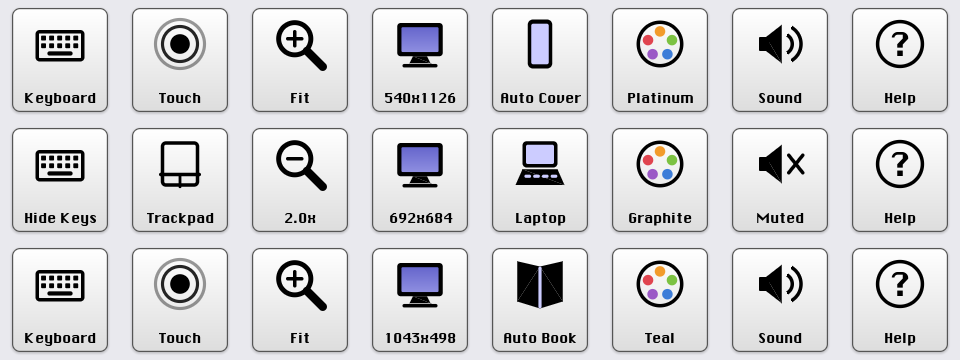 Keyboard Touch Fit 540x1126 Auto Cover Platinum Sound Help
Hide Keys Trackpad 2.0x 692x684 Laptop Graphite Muted Help
Keyboard Touch Fit 1043x498 Auto Book Teal Sound Help